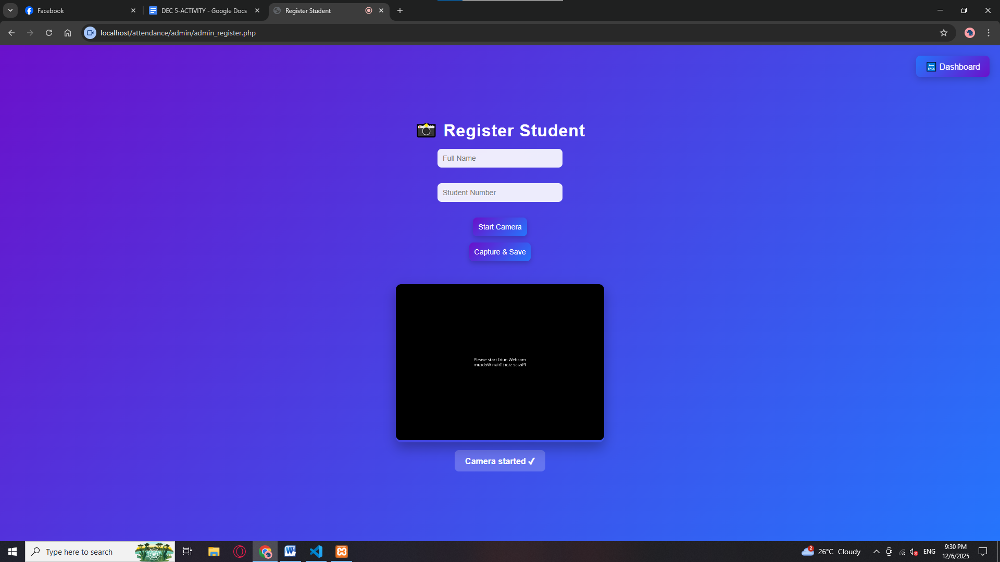 Facebook
DEC 5-ACTIVITY - Google Docs
Register Student
localhost/attendance/admin/admin_register.php
BACK Dashboard
Register Student
Full Name
Student Number
Start Camera
Capture & Save
Please start Iriun Webcam
Please start Iriun Webcam
Camera started ✓
Type here to search
2
26°C Cloudy
ENG
9:30 PM
12/6/2025